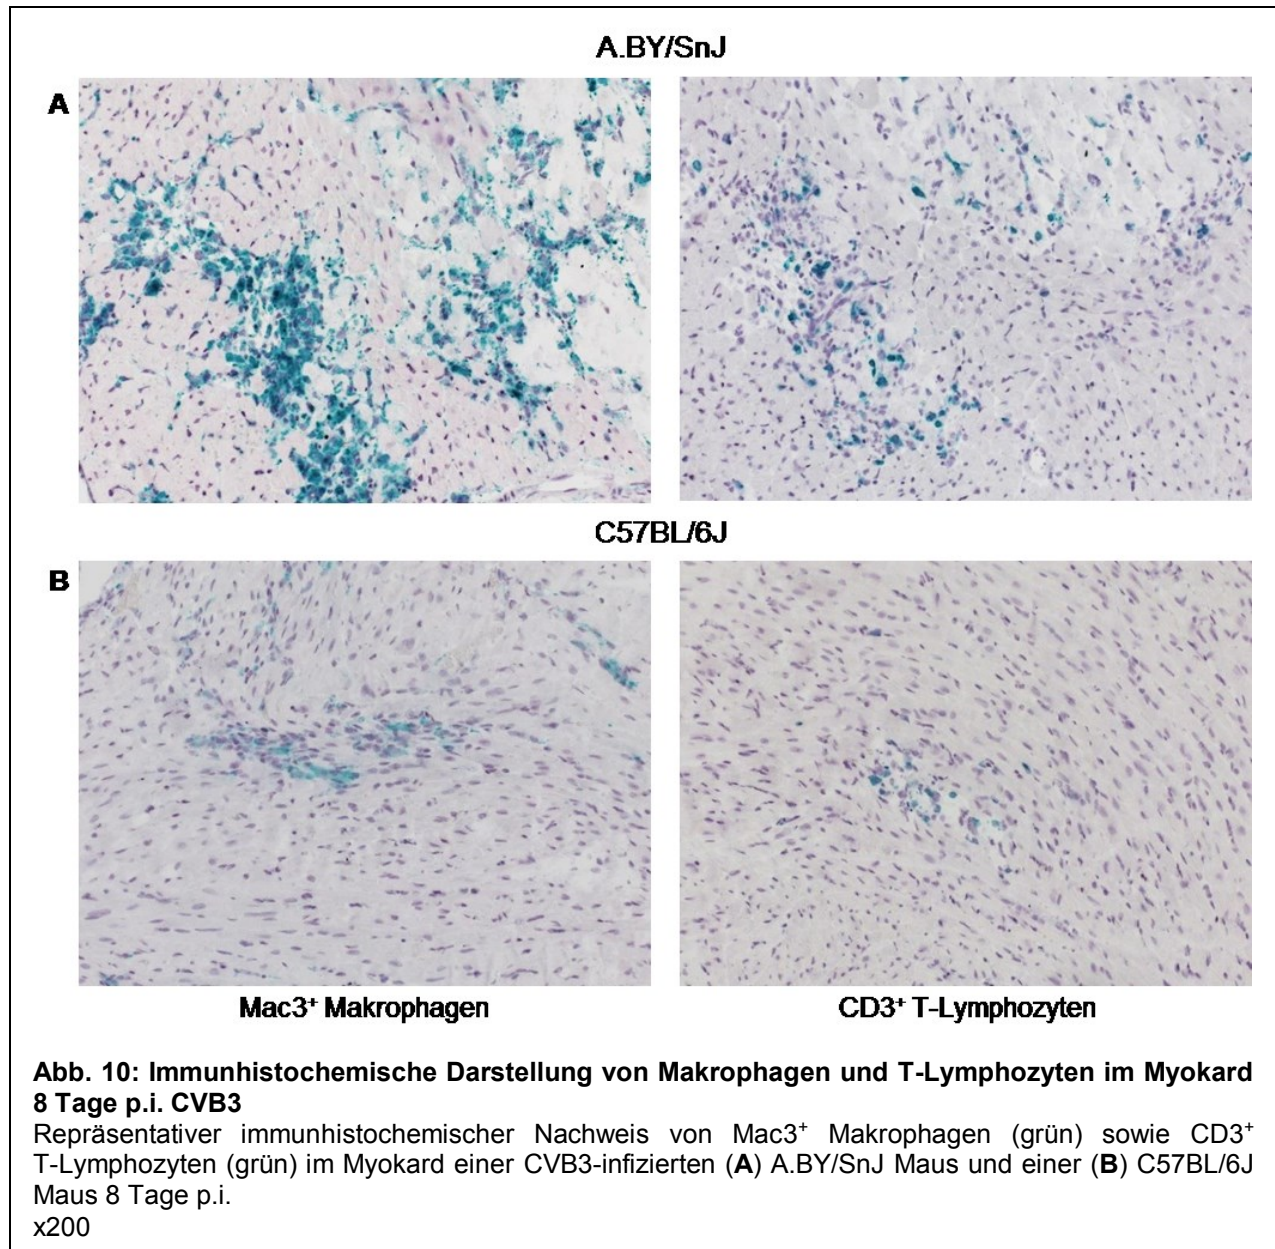 A.BY/SnJ
A
C57BL/6J
B
Mac3⁺ Makrophagen
CD3⁺ T-Lymphozyten
Abb. 10: Immunhistochemische Darstellung von Makrophagen und T-Lymphozyten im Myokard
8 Tage p.i. CVB3
Repräsentativer immunhistochemischer Nachweis von Mac3⁺ Makrophagen (grün) sowie CD3⁺
T-Lymphozyten (grün) im Myokard einer CVB3-infizierten (A) A.BY/SnJ Maus und einer (B) C57BL/6J
Maus 8 Tage p.i.
x200